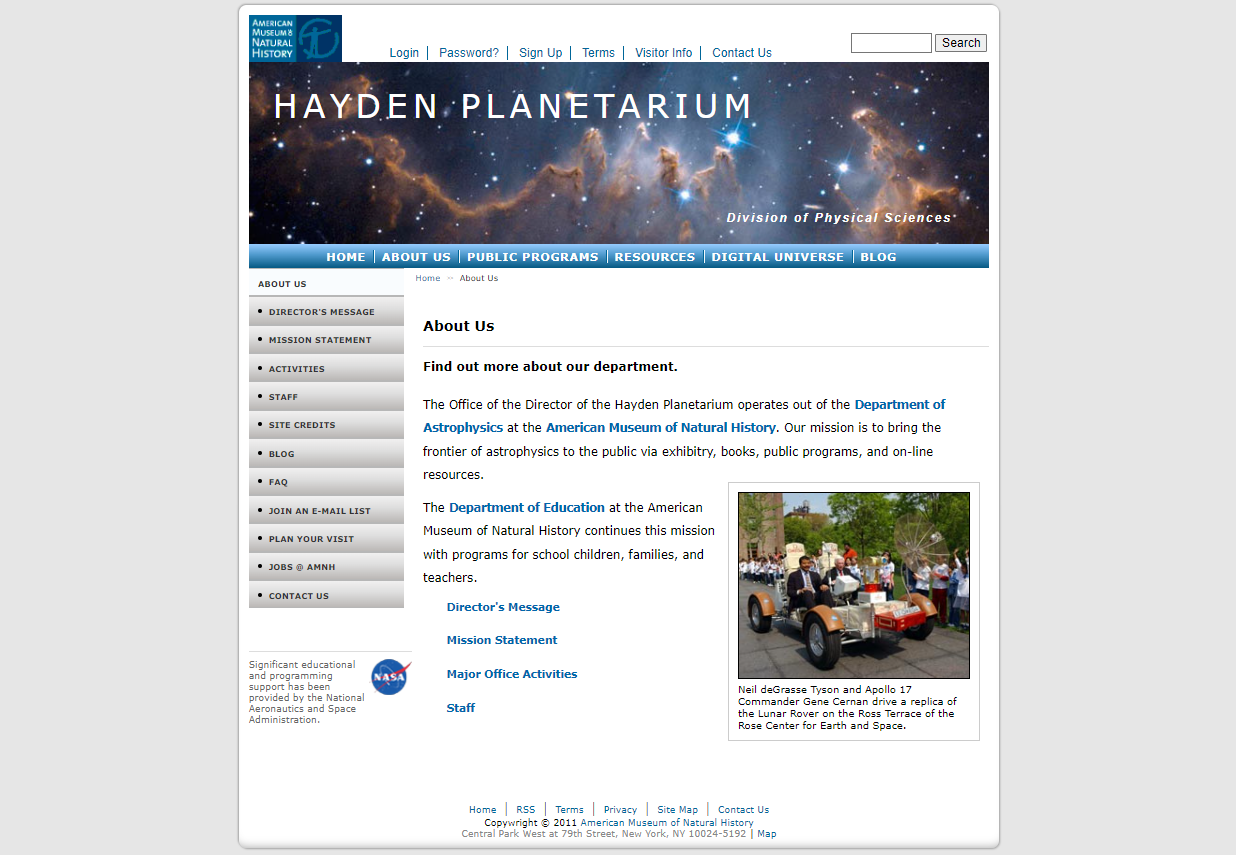 AMERICAN
MUSEUM &
NATURAL
HISTORY
Login | Password? | Sign Up | Terms | Visitor Info | Contact Us
Search
HAYDEN PLANETARIUM
Division of Physical Sciences
HOME | ABOUT US | PUBLIC PROGRAMS | RESOURCES | DIGITAL UNIVERSE | BLOG
ABOUT US
• DIRECTOR'S MESSAGE
• MISSION STATEMENT
• ACTIVITIES
• STAFF
• SITE CREDITS
• BLOG
• FAQ
• JOIN AN E-MAIL LIST
• PLAN YOUR VISIT
• JOBS @ AMNH
• CONTACT US
Significant educational
and programming
support has been
provided by the National
Aeronautics and Space
Administration.
NASA
Home -- About Us
About Us
Find out more about our department.
The Office of the Director of the Hayden Planetarium operates out of the Department of
Astrophysics at the American Museum of Natural History. Our mission is to bring the
frontier of astrophysics to the public via exhibitry, books, public programs, and on-line
resources.
The Department of Education at the American
Museum of Natural History continues this mission
with programs for school children, families, and
teachers.
Director's Message
Mission Statement
Major Office Activities
Staff
Neil deGrasse Tyson and Apollo 17
Commander Gene Cernan drive a replica of
the Lunar Rover on the Ross Terrace of the
Rose Center for Earth and Space.
Home | RSS | Terms | Privacy | Site Map | Contact Us
Copywright © 2011 American Museum of Natural History
Central Park West at 79th Street, New York, NY 10024-5192 | Map